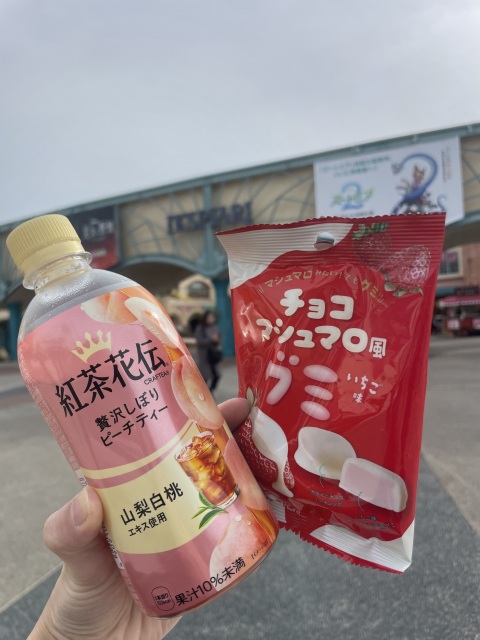 紅茶花伝
CRAFTEA
贅沢しぼり
ピーチティー
山梨白桃
エキス使用
果汁10%未満
チョコ
マシュマロ風
グミ
いちご
味
IKSPIARI
2